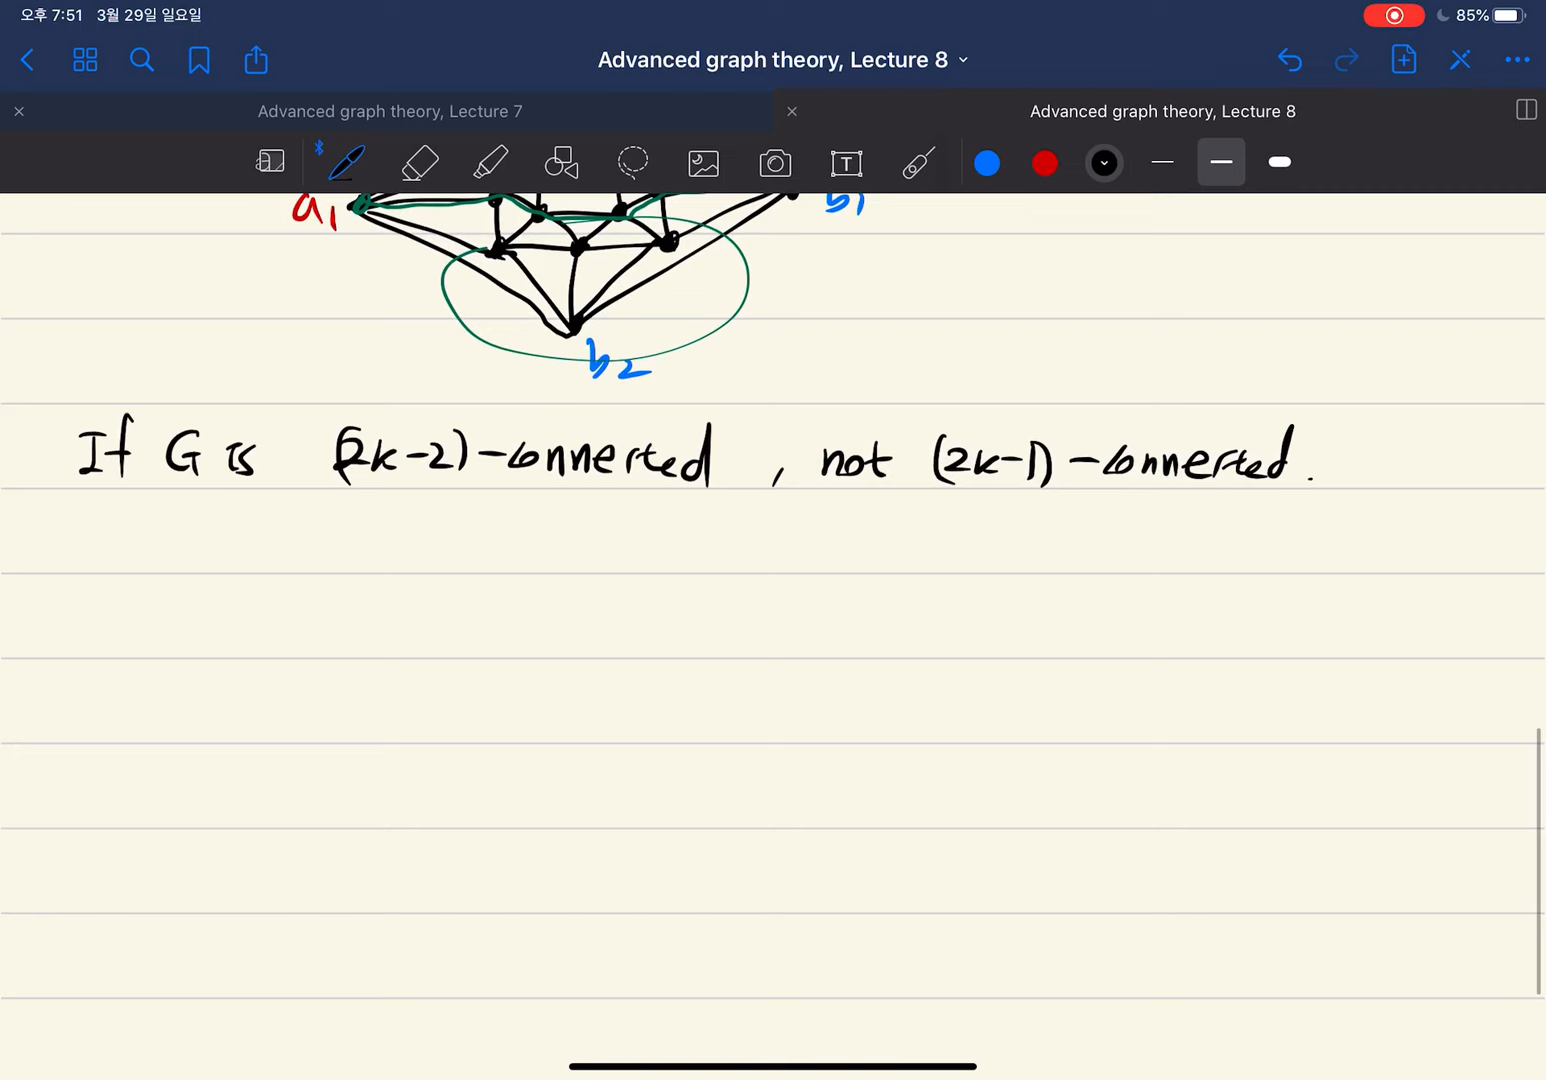 오후 7:51 3월 29일 일요일
85%
Advanced graph theory, Lecture 8
Advanced graph theory, Lecture 7
Advanced graph theory, Lecture 8
T
a1
b1
b2
If G is (2k-2)-connected, not (2k-1)-connected.